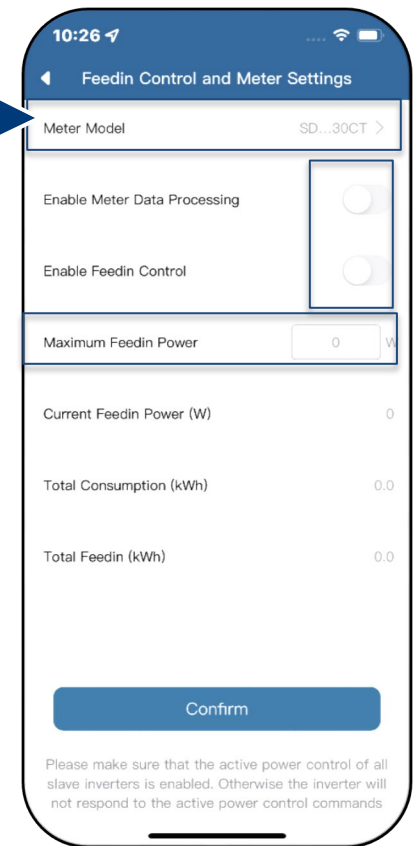 10:26
Feedin Control and Meter Settings
Meter Model SD...30CT
Enable Meter Data Processing
Enable Feedin Control
Maximum Feedin Power 0 W
Current Feedin Power (W) 0
Total Consumption (kWh) 0.0
Total Feedin (kWh) 0.0
Confirm
Please make sure that the active power control of all
slave inverters is enabled. Otherwise the inverter will
not respond to the active power control commands